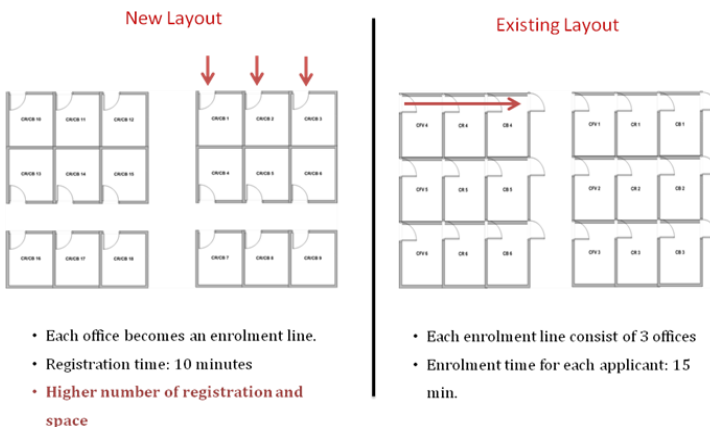 New Layout
Existing Layout
CR/CB 10 CR/CB 11 CR/CB 12
CR/CB 1 CR/CB 2 CR/CB 3
CR/CB 13 CR/CB 14 CR/CB 15
CR/CB 4 CR/CB 5 CR/CB 6
CR/CB 16 CR/CB 17 CR/CB 18
CR/CB 7 CR/CB 8 CR/CB 9
CFV 4 CR 4 CB 4
CFV 1 CR 1 CB 1
CFV 5 CR 5 CB 5
CFV 2 CR 2 CB 2
CFV 6 CR 6 CB 6
CFV 3 CR 3 CB 3
• Each office becomes an enrolment line.
• Registration time: 10 minutes
• Higher number of registration and
space
• Each enrolment line consist of 3 offices
• Enrolment time for each applicant: 15
min.